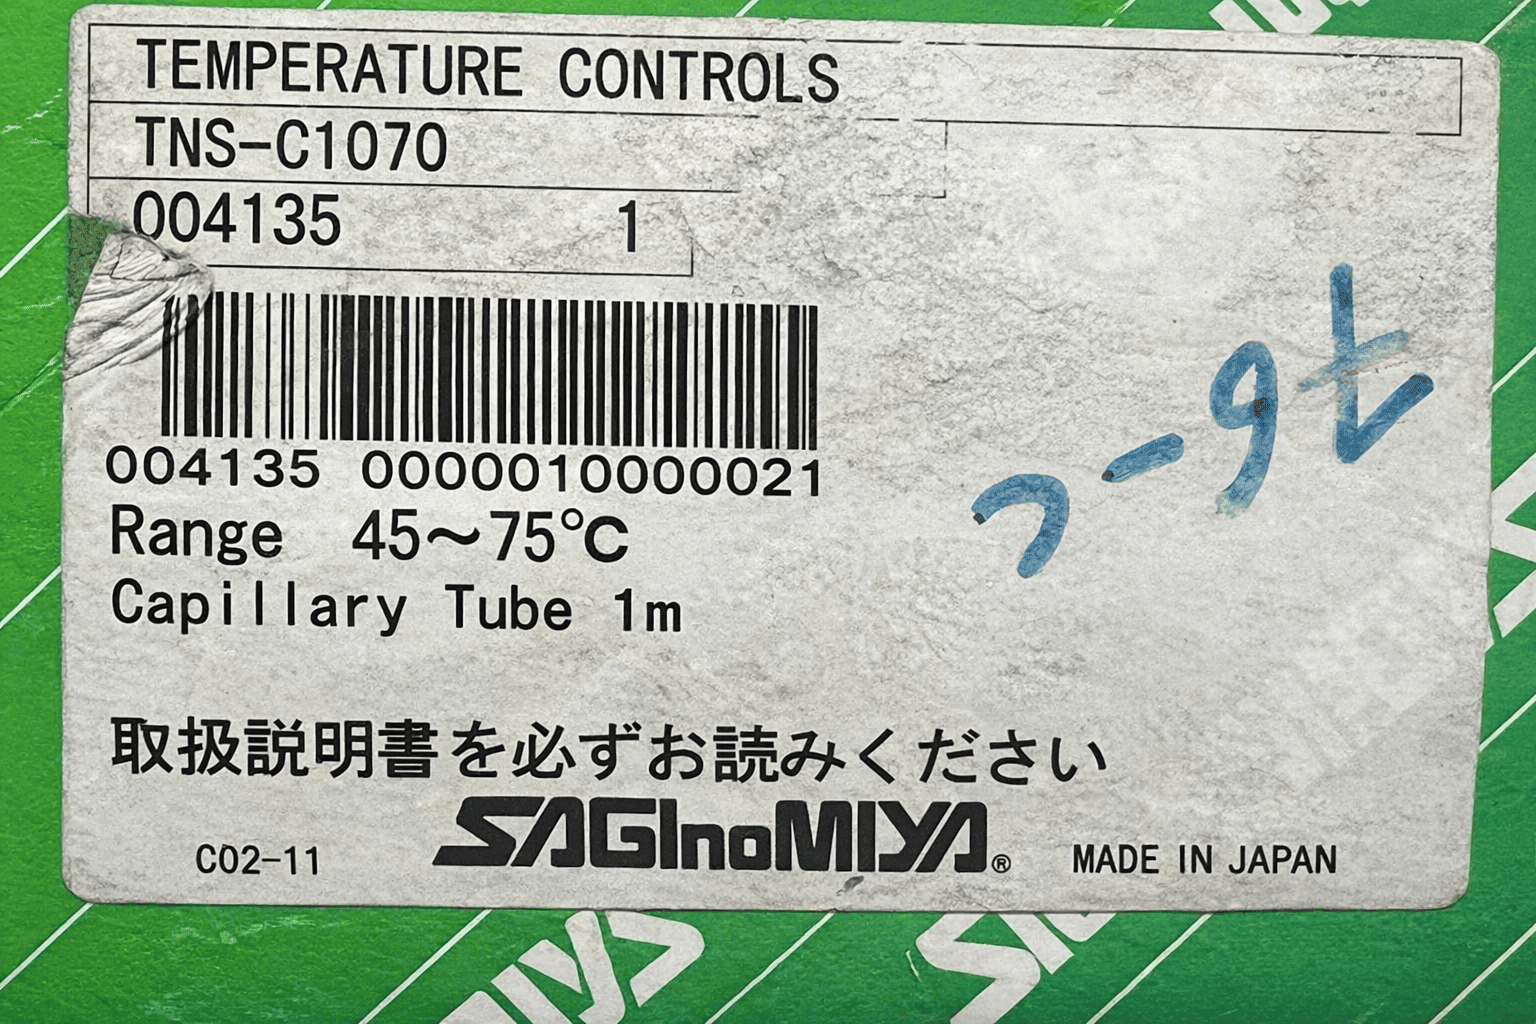 TEMPERATURE CONTROLS
TNS-C1070
004135 1
004135 0000010000021
Range 45～75℃
Capillary Tube 1m
取扱説明書を必ずお読みください
SAGInoMIYA®
C02-11 MADE IN JAPAN